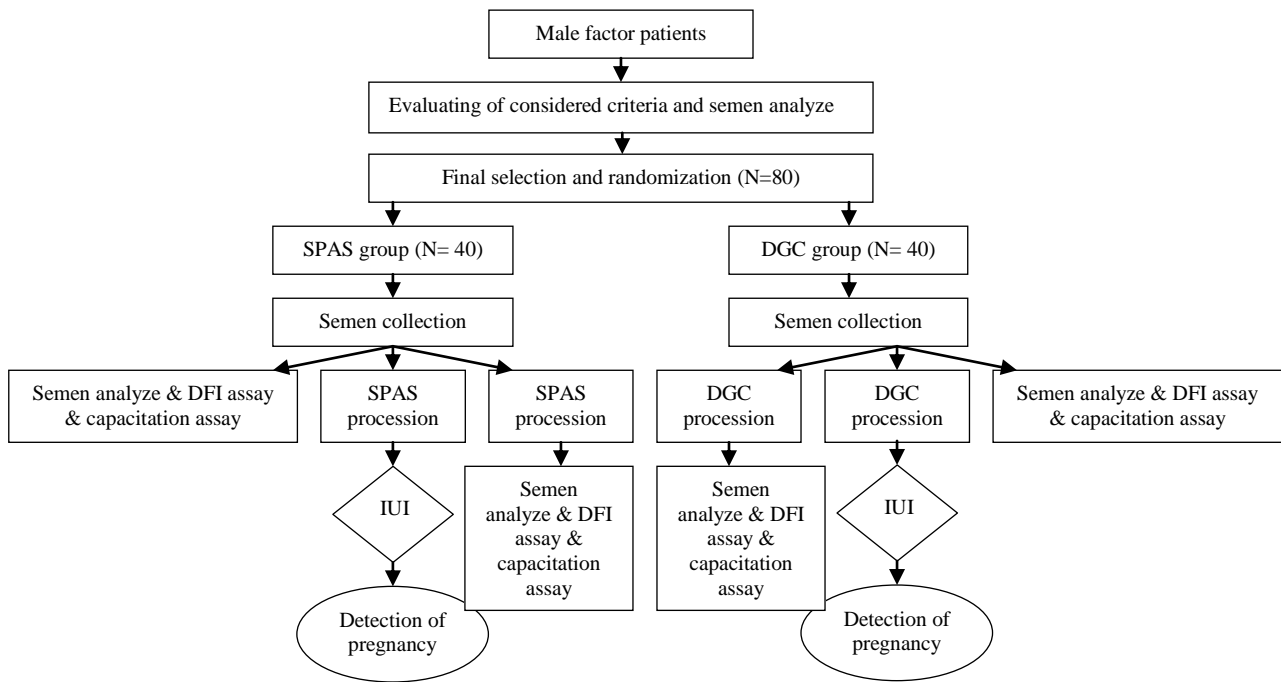 Male factor patients
Evaluating of considered criteria and semen analyze
Final selection and randomization (N=80)
SPAS group (N= 40)
DGC group (N= 40)
Semen collection
Semen collection
Semen analyze & DFI assay
& capacitation assay
SPAS
procession
SPAS
procession
DGC
procession
DGC
procession
Semen analyze & DFI assay
& capacitation assay
IUI
Semen
analyze & DFI
assay &
capacitation
assay
Semen
analyze & DFI
assay &
capacitation
assay
IUI
Detection of
pregnancy
Detection of
pregnancy